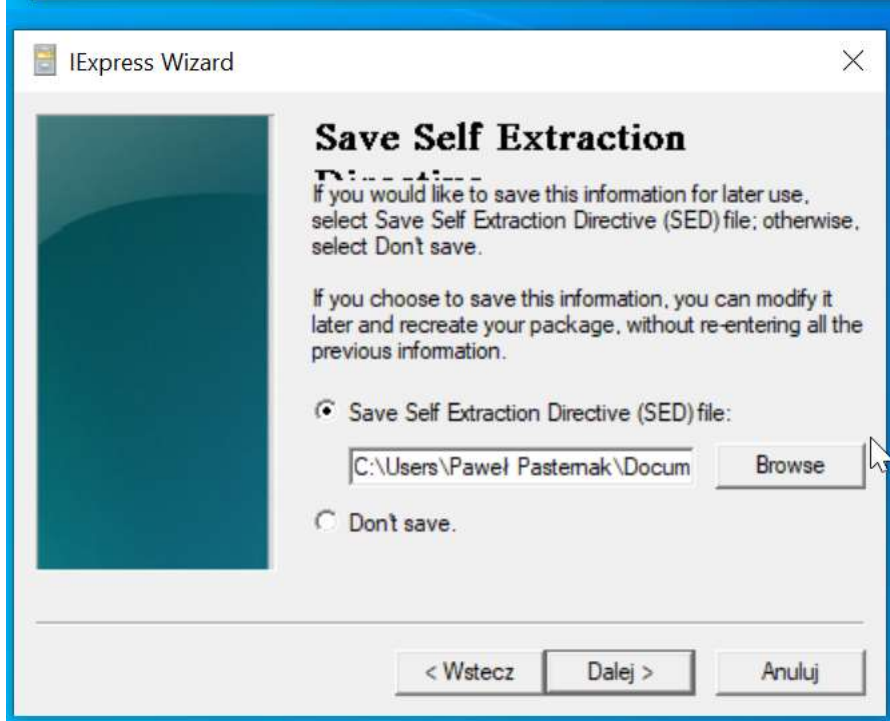 IExpress Wizard
Save Self Extraction
If you would like to save this information for later use,
select Save Self Extraction Directive (SED) file; otherwise,
select Don't save.
If you choose to save this information, you can modify it
later and recreate your package, without re-entering all the
previous information.
Save Self Extraction Directive (SED) file:
C:\Users\Paweł Pasternak\Docum
Browse
Don't save.
< Wstecz
Dalej >
Anuluj